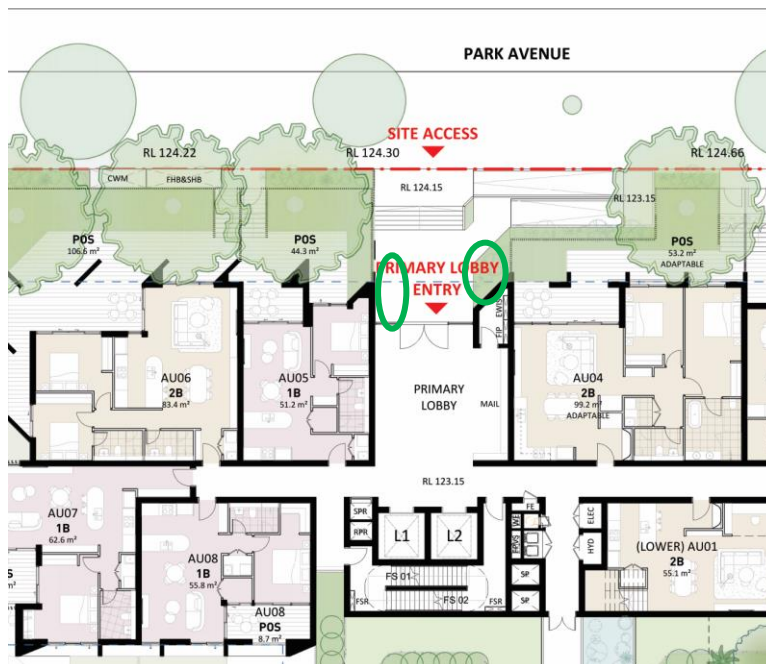 PARK AVENUE
SITE ACCESS
RL 124.22
RL 124.30
RL 124.66
CWM
FHB&SHB
RL 124.15
RL 123.15
POS
106.6 m²
POS
44.3 m²
PRIMARY LOBBY
ENTRY
POS
53.2 m²
ADAPTABLE
EWIS
FIP
AU06
2B
83.4 m²
AU05
1B
51.2 m²
PRIMARY
LOBBY
MAIL
AU04
2B
99.2 m²
ADAPTABLE
RL 123.15
AU07
1B
62.6 m²
AU08
1B
55.8 m²
SPR
RPR
L1
L2
FE
ELEC
HYD
(LOWER) AU01
2B
55.1 m²
FS 01
FS 02
FSR
FSR
SP
SP
AU08
POS
8.7 m²